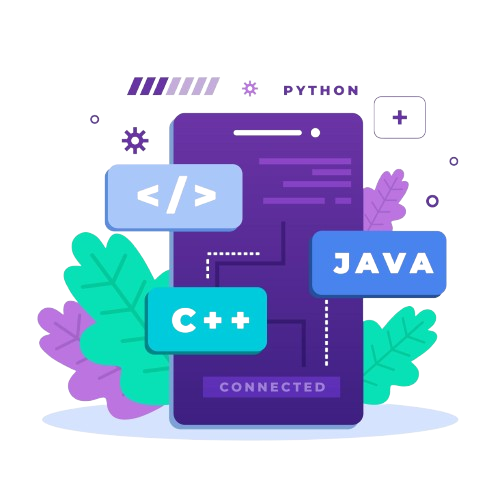 PYTHON
+
</>
JAVA
C++
CONNECTED